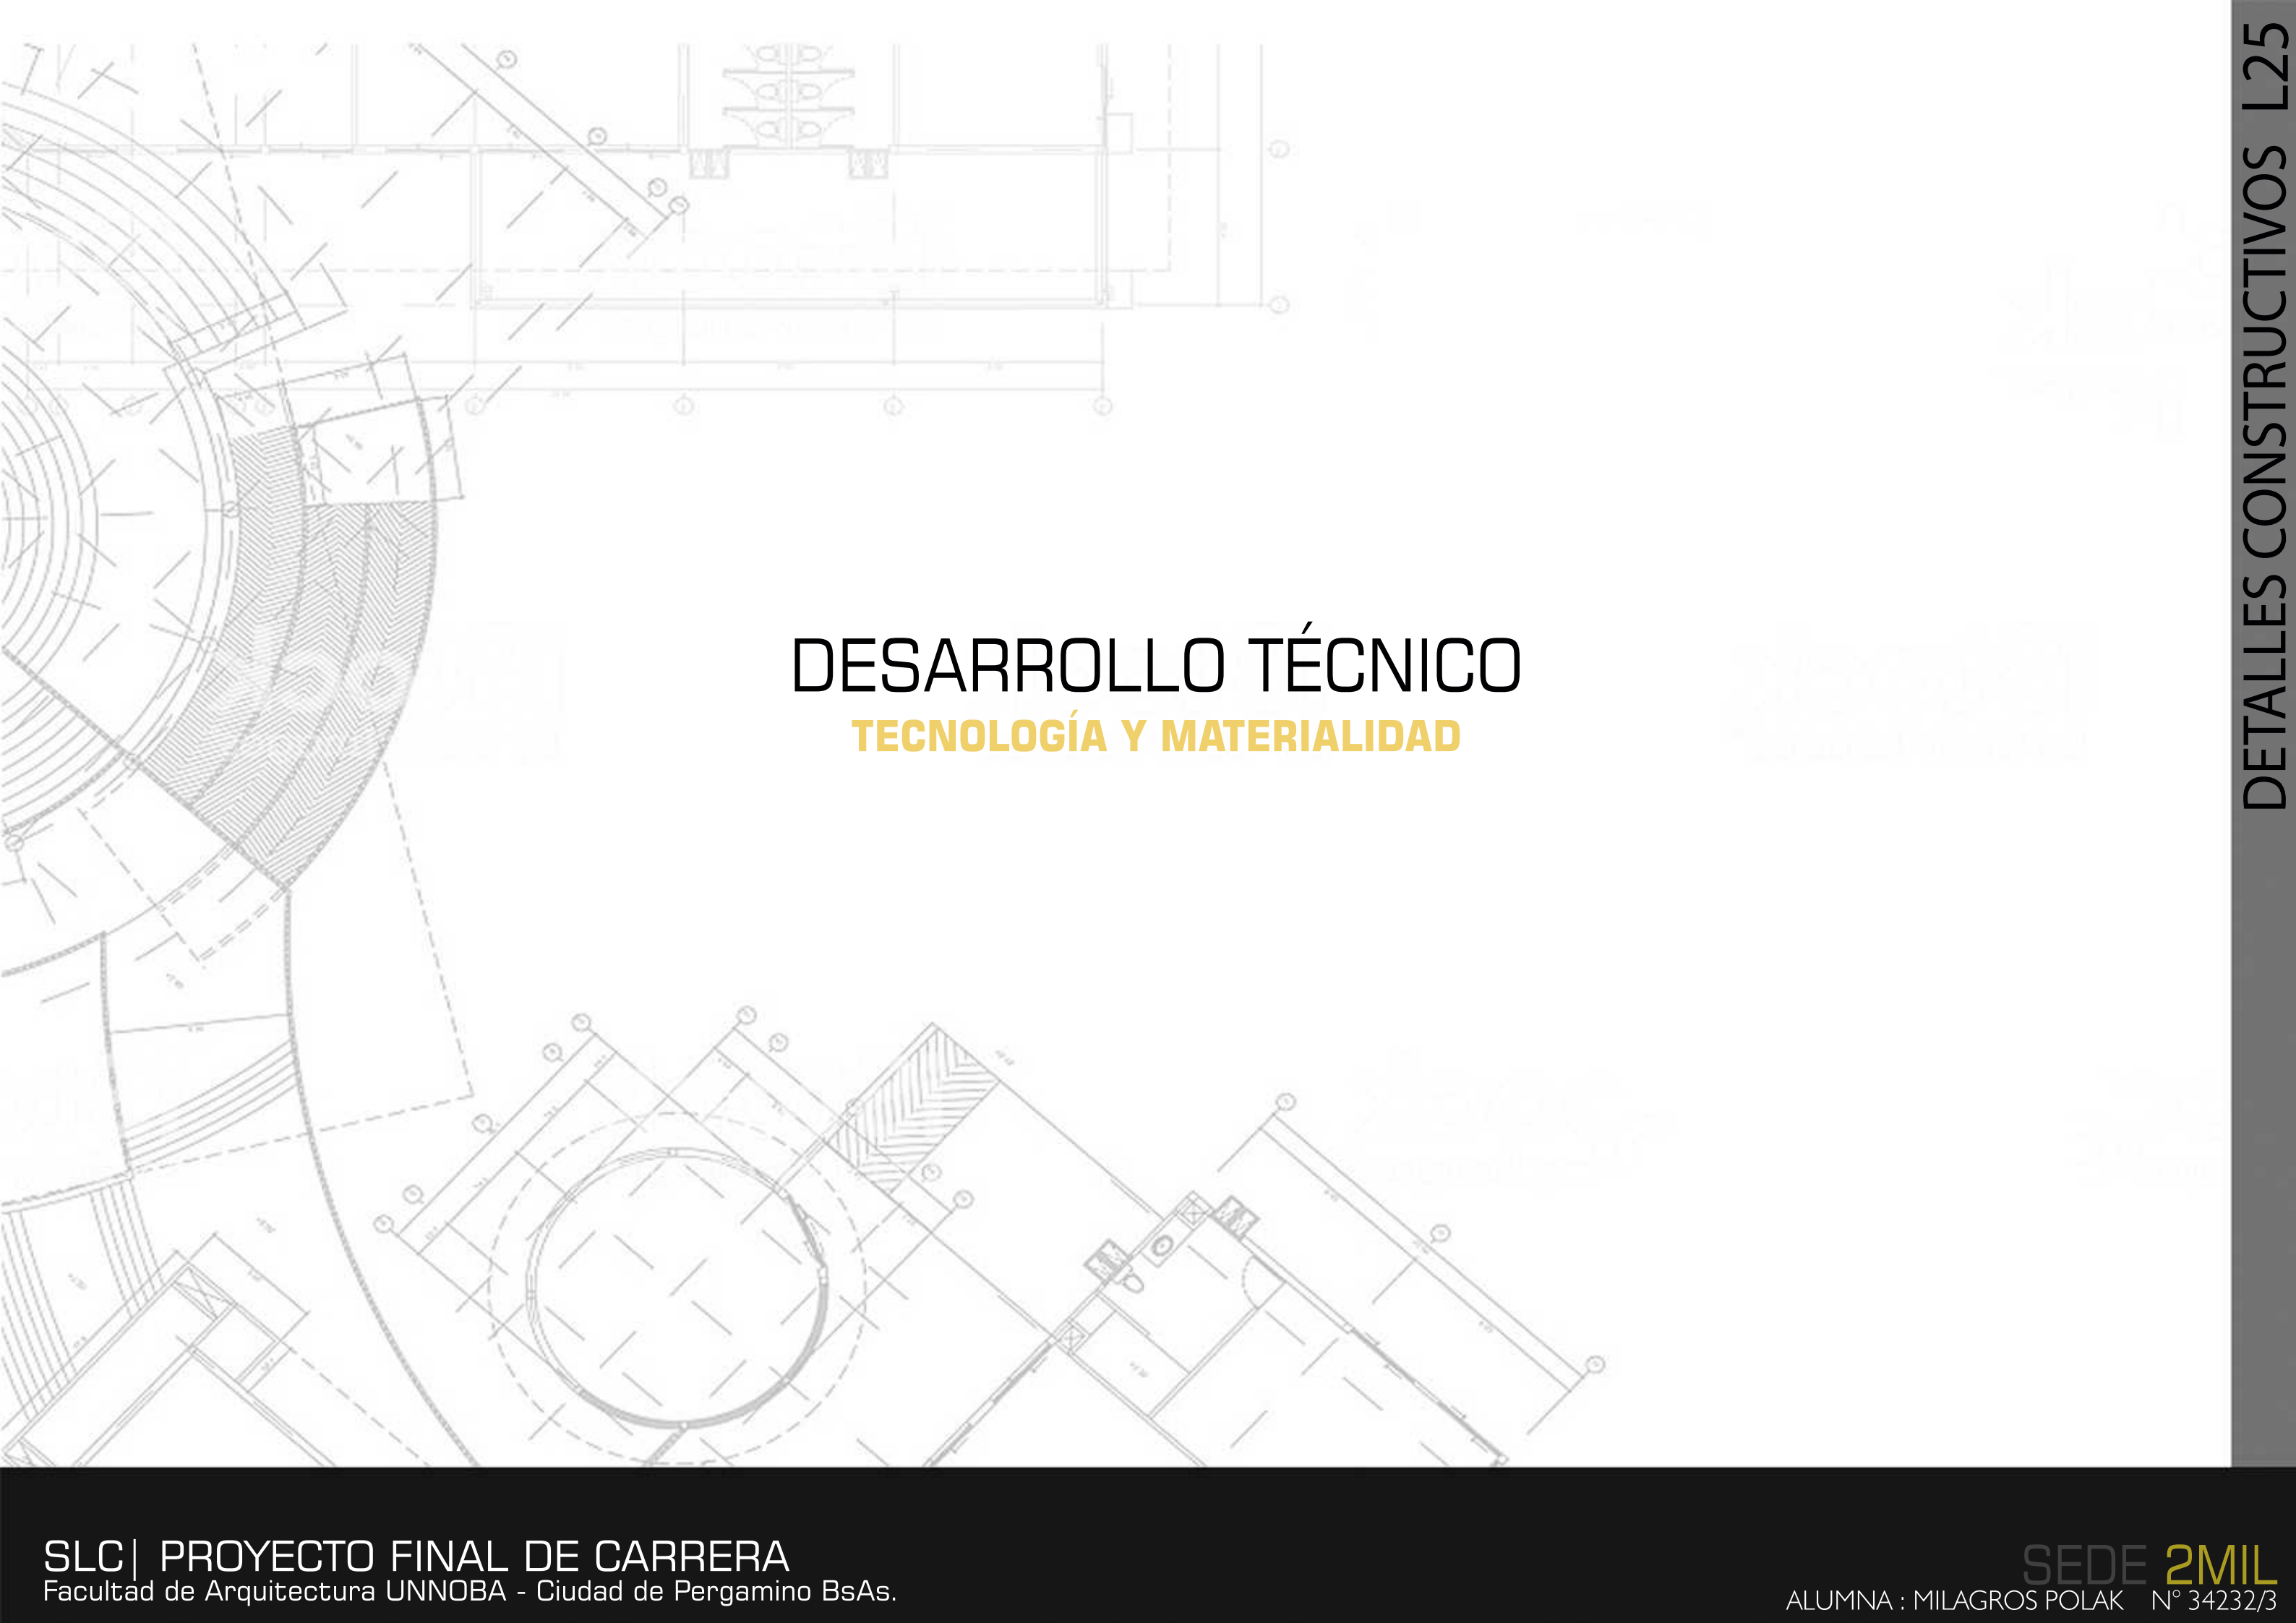 DESARROLLO TÉCNICO
TECNOLOGÍA Y MATERIALIDAD
DETALLES CONSTRUCTIVOS L25
SLC| PROYECTO FINAL DE CARRERA
Facultad de Arquitectura UNNOBA - Ciudad de Pergamino BsAs.
SEDE 2MIL
ALUMNA : MILAGROS POLAK N° 34232/3